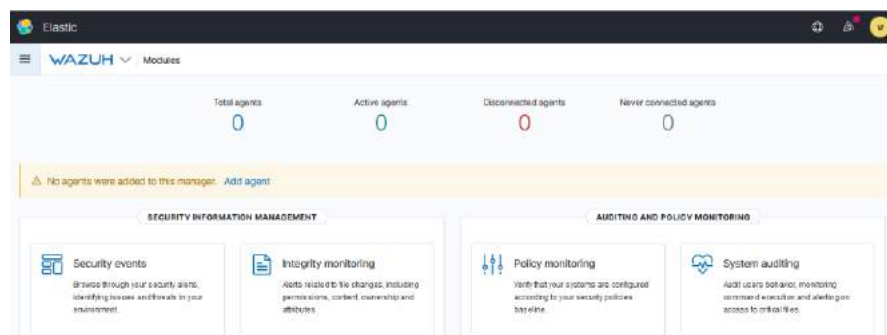 Elastic
WAZUH Modules
Total agents Active agents Disconnected agents Never connected agents
0 0 0 0
No agents were added to this manager. Add agent
SECURITY INFORMATION MANAGEMENT AUDITING AND POLICY MONITORING
Security events
Browse through your security alerts,
identifying issues and threats in your
environment.
Integrity monitoring
Alerts related to file changes, including
permissions, content, ownership and
attributes.
Policy monitoring
Verify that your systems are configured
according to your security policies
baseline.
System auditing
Audit users behavior, monitoring
command execution and alerting on
access to critical files.